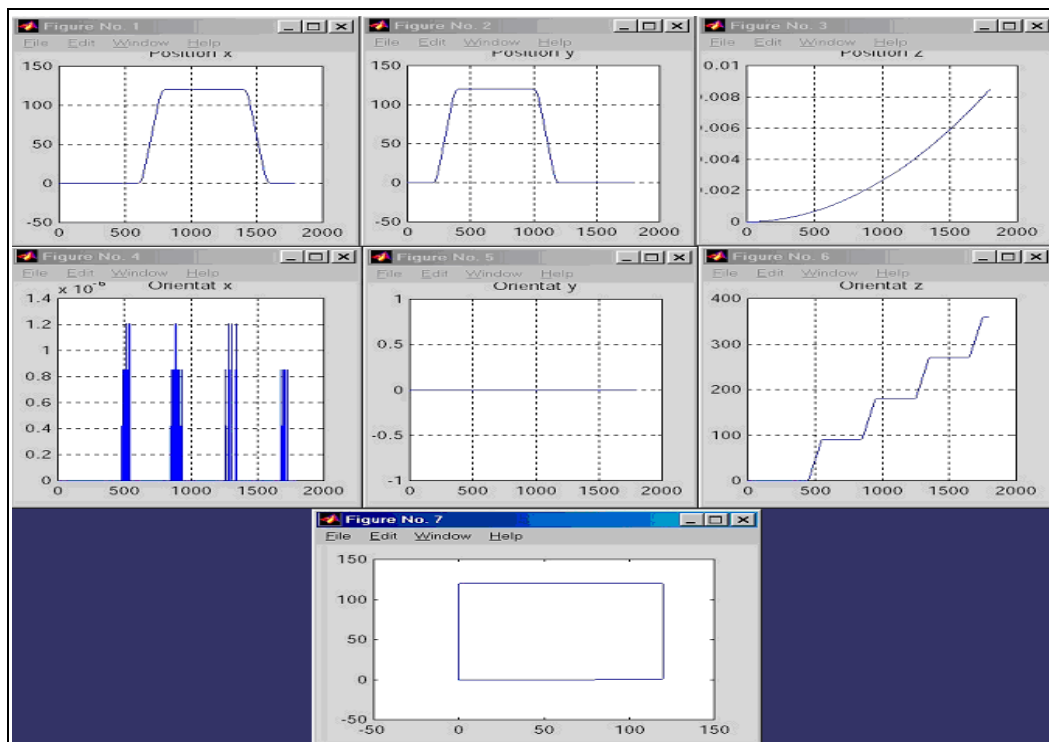 Figure No. 1
File Edit Window Help
Position x
150
100
50
0
-50
0 500 1000 1500 2000
Figure No. 2
File Edit Window Help
Position y
150
100
50
0
-50
0 500 1000 1500 2000
Figure No. 3
File Edit Window Help
Position z
0.01
0.008
0.006
0.004
0.002
0
0 500 1000 1500 2000
Figure No. 4
File Edit Window Help
x 10⁻⁶ Orientat x
1.4
1.2
1
0.8
0.6
0.4
0.2
0
0 500 1000 1500 2000
Figure No. 5
File Edit Window Help
Orientat y
1
0.5
0
-0.5
-1
0 500 1000 1500 2000
Figure No. 6
File Edit Window Help
Orientat z
400
300
200
100
0
0 500 1000 1500 2000
Figure No. 7
File Edit Window Help
150
100
50
0
-50
-50 0 50 100 150